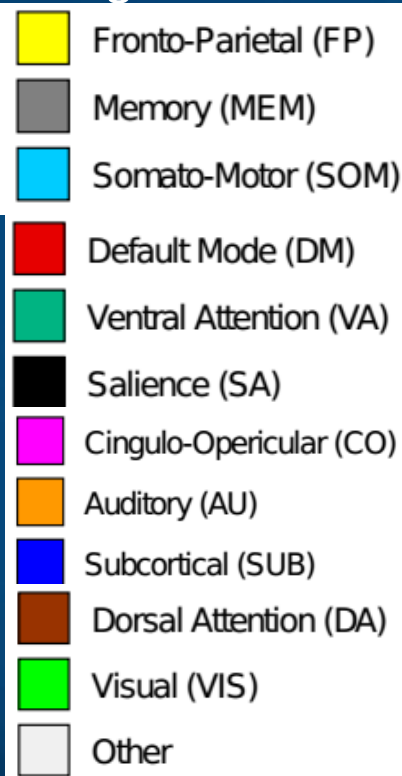 Fronto-Parietal (FP)
Memory (MEM)
Somato-Motor (SOM)
Default Mode (DM)
Ventral Attention (VA)
Salience (SA)
Cingulo-Opericular (CO)
Auditory (AU)
Subcortical (SUB)
Dorsal Attention (DA)
Visual (VIS)
Other